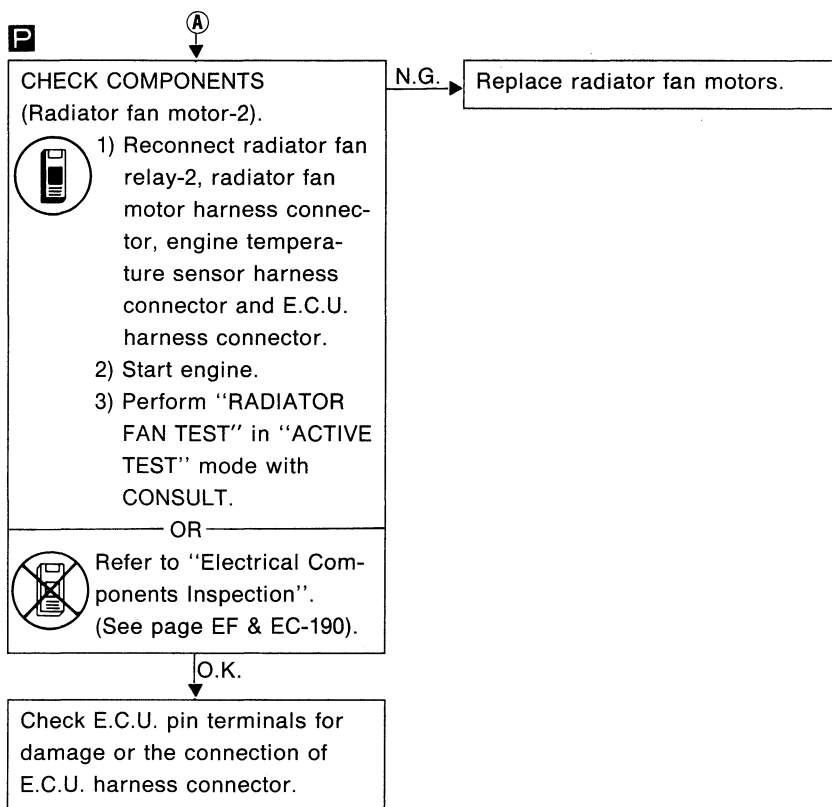 A
P
CHECK COMPONENTS
(Radiator fan motor-2).
1) Reconnect radiator fan
relay-2, radiator fan
motor harness connec-
tor, engine tempera-
ture sensor harness
connector and E.C.U.
harness connector.
2) Start engine.
3) Perform ‘‘RADIATOR
FAN TEST’’ in ‘‘ACTIVE
TEST’’ mode with
CONSULT.
OR
Refer to ‘‘Electrical Com-
ponents Inspection’’.
(See page EF & EC-190).
N.G.
Replace radiator fan motors.
O.K.
Check E.C.U. pin terminals for
damage or the connection of
E.C.U. harness connector.